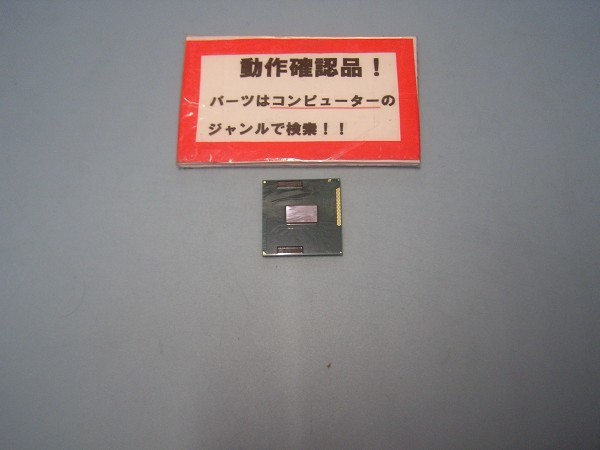 動作確認品！
パーツはコンピューターの
ジャンルで検索！！